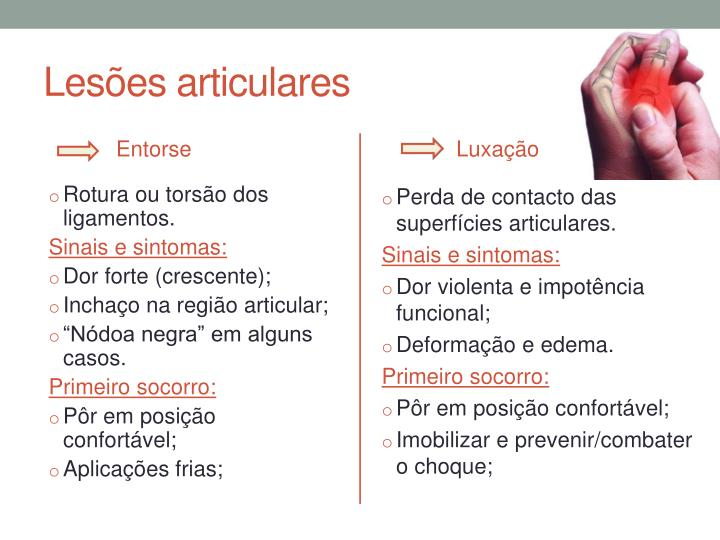 Lesões articulares
Entorse
Rotura ou torsão dos
ligamentos.
Sinais e sintomas:
Dor forte (crescente);
Inchaço na região articular;
“Nódoa negra” em alguns
casos.
Primeiro socorro:
Pôr em posição
confortável;
Aplicações frias;
Luxação
Perda de contacto das
superfícies articulares.
Sinais e sintomas:
Dor violenta e impotência
funcional;
Deformação e edema.
Primeiro socorro:
Pôr em posição confortável;
Imobilizar e prevenir/combater
o choque;